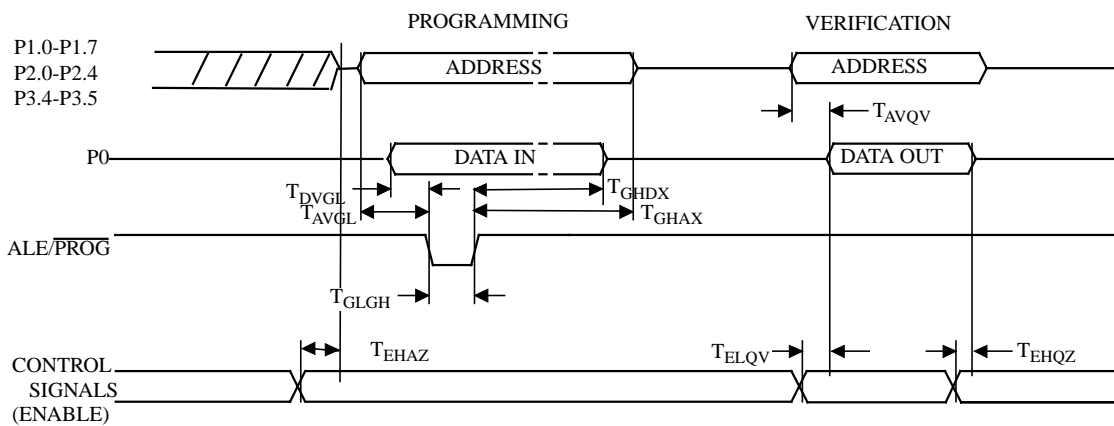 PROGRAMMING
VERIFICATION
P1.0-P1.7
P2.0-P2.4
P3.4-P3.5
ADDRESS
ADDRESS
TAVQV
P0
DATA IN
DATA OUT
TDVGL
TGHDX
TAVGL
TGHAX
ALE/PROG
TGLGH
TEHAZ
TELQV
TEHQZ
CONTROL
SIGNALS
(ENABLE)